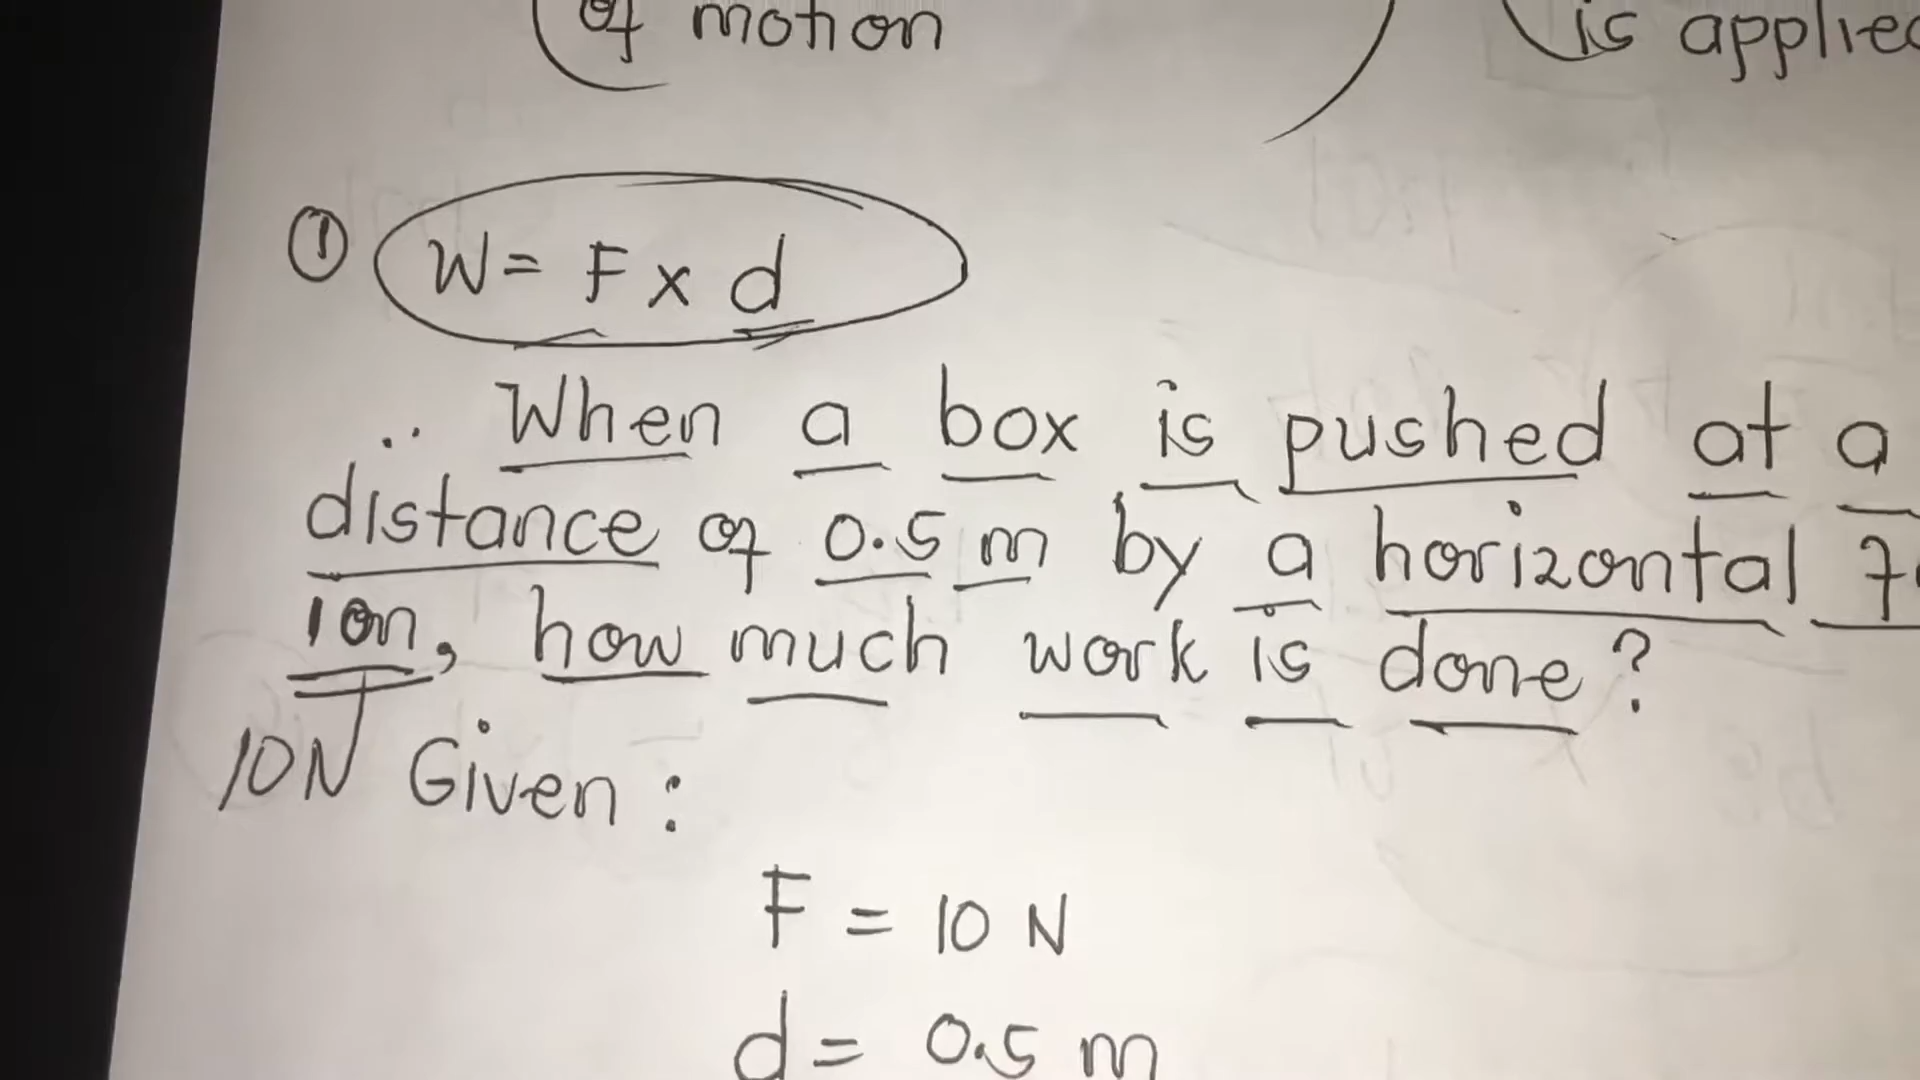 of motion
is applied
① W = F x d
When a box is pushed at a
distance of 0.5 m by a horizontal
10n, how much work is done?
10N Given:
F = 10 N
d = 0.5 m